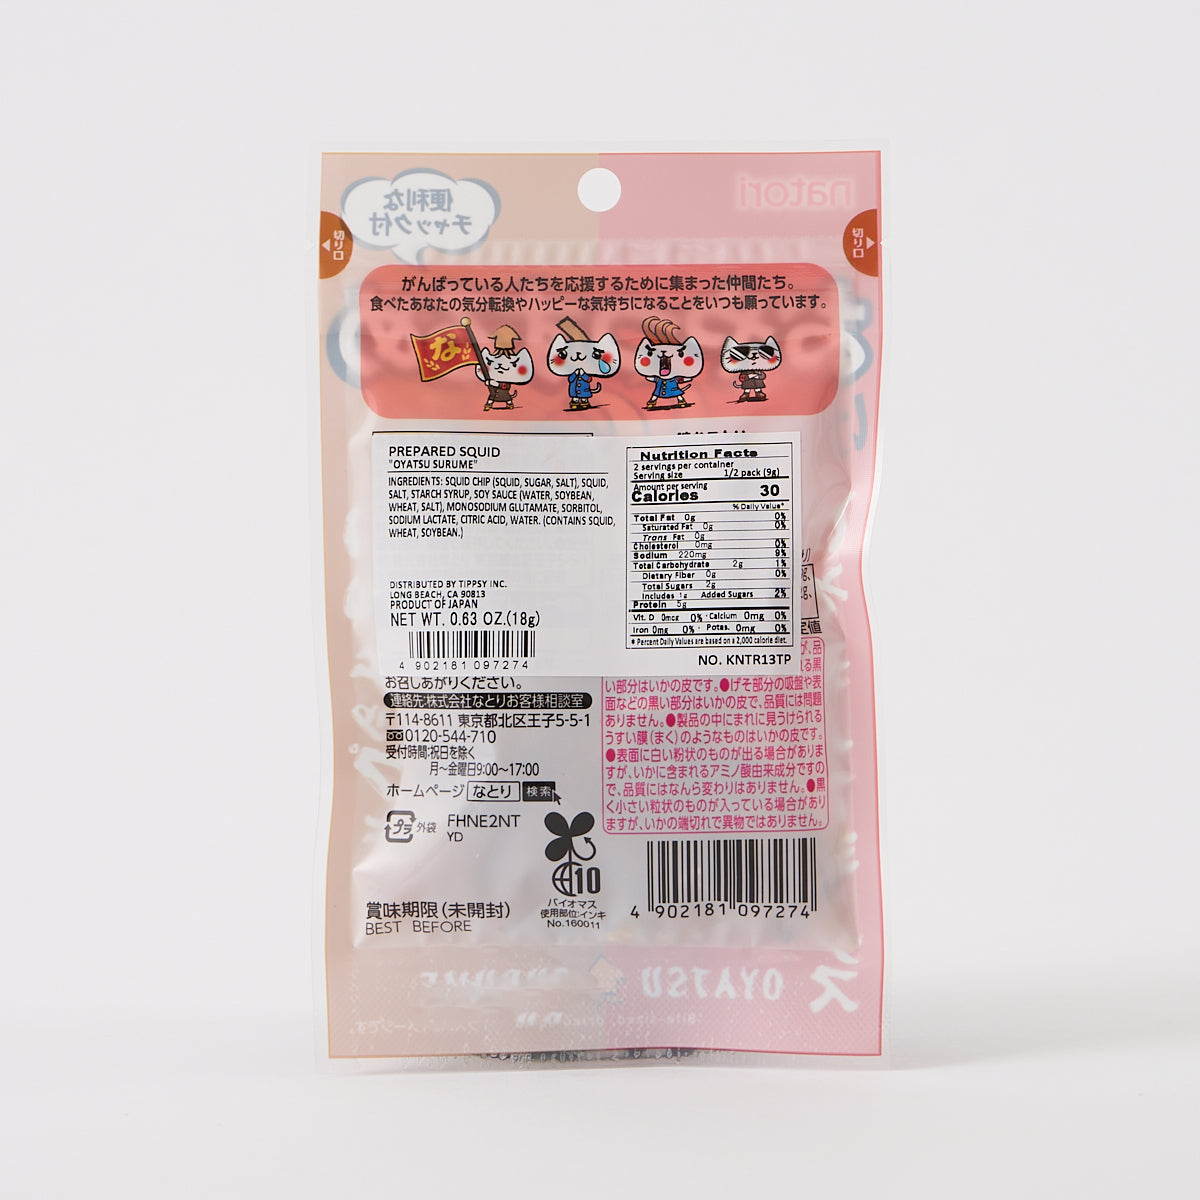 便利な
チャック付
natori
切り口
切り口
がんばっている人たちを応援するために集まった仲間たち。
食べたあなたの気分転換やハッピーな気持ちになることをいつも願っています。
な
PREPARED SQUID
"OYATSU SURUME"
INGREDIENTS: SQUID CHIP (SQUID, SUGAR, SALT), SQUID,
SALT, STARCH SYRUP, SOY SAUCE (WATER, SOYBEAN,
WHEAT, SALT), MONOSODIUM GLUTAMATE, SORBITOL,
SODIUM LACTATE, CITRIC ACID, WATER. (CONTAINS SQUID,
WHEAT, SOYBEAN.)
DISTRIBUTED BY TIPPSY INC.
LONG BEACH, CA 90813
PRODUCT OF JAPAN
NET WT. 0.63 OZ.(18g)
4 902181 097274
Nutrition Facts
2 servings per container
Serving size 1/2 pack (9g)
Amount per serving
Calories 30
% Daily Value*
Total Fat 0g 0%
Saturated Fat 0g 0%
Trans Fat 0g
Cholesterol 0mg 0%
Sodium 220mg 9%
Total Carbohydrate 2g 1%
Dietary Fiber 0g 0%
Total Sugars 2g
Includes 1g Added Sugars 2%
Protein 5g
Vit. D 0mcg 0% · Calcium 0mg 0%
Iron 0mg 0% · Potas. 0mg 0%
* Percent Daily Values are based on a 2,000 calorie diet.
NO. KNTR13TP
お召しあがりください。
連絡先:株式会社なとりお客様相談室
〒114-8611 東京都北区王子5-5-1
0120-544-710
受付時間:祝日を除く
月〜金曜日9:00〜17:00
ホームページ なとり 検索
プラ 外袋 FHNE2NT
YD
い部分はいかの皮です。●げそ部分の吸盤や表
面などの黒い部分はいかの皮で、品質には問題
ありません。●製品の中にまれに見うけられる
うすい膜(まく)のようなものはいかの皮です。
●表面に白い粉状のものが出る場合がありま
すが、いかに含まれるアミノ酸由来成分ですの
で、品質にはなんら変わりはありません。●黒
く小さい粒状のものが入っている場合があり
ますが、いかの端切れで異物ではありません。
10
バイオマス
使用部位:インキ
No.160011
4 902181 097274
賞味期限(未開封)
BEST BEFORE
OYATSU